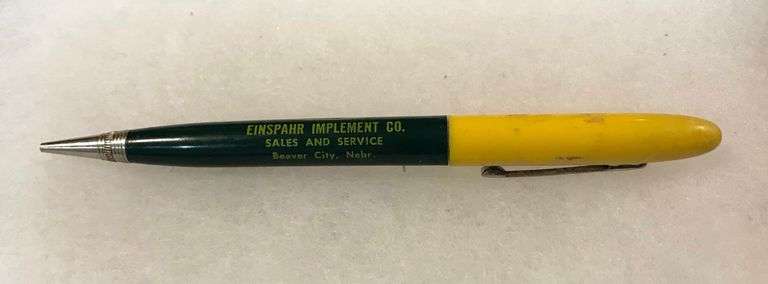 EINSPAHR IMPLEMENT CO.
SALES AND SERVICE
Beaver City, Nebr.